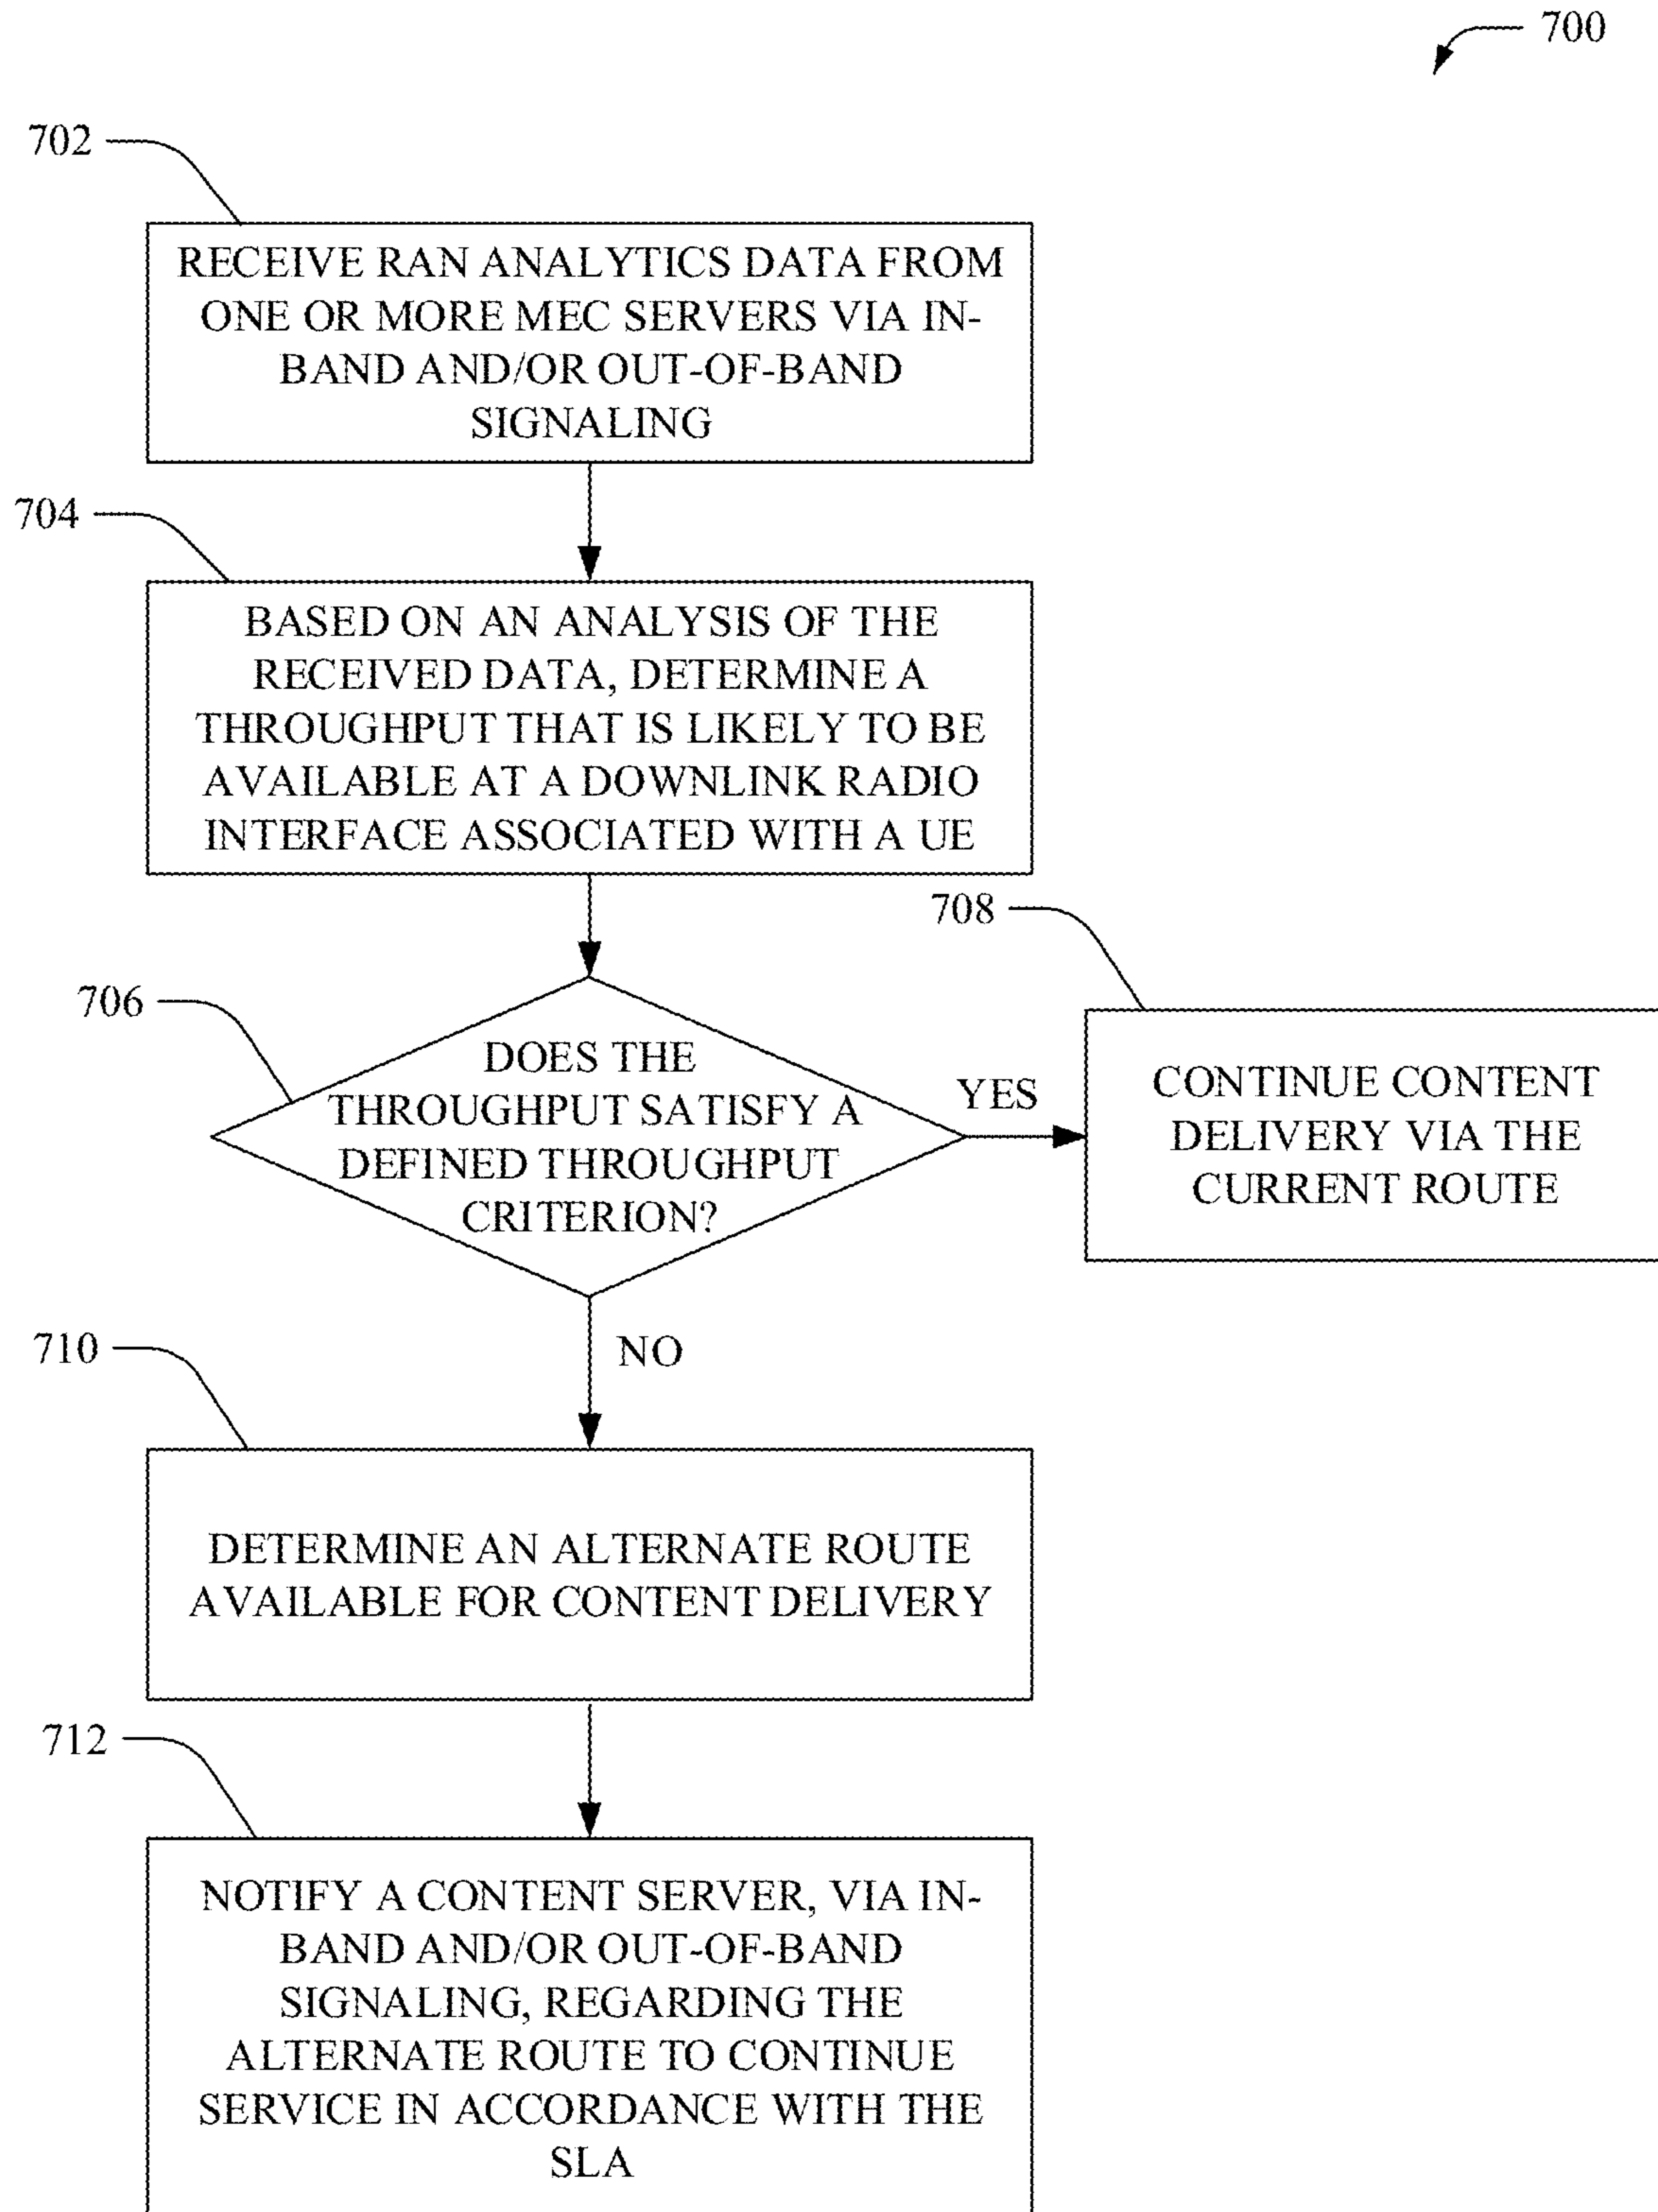 700
702
RECEIVE RAN ANALYTICS DATA FROM
ONE OR MORE MEC SERVERS VIA IN-
BAND AND/OR OUT-OF-BAND
SIGNALING
704
BASED ON AN ANALYSIS OF THE
RECEIVED DATA, DETERMINE A
THROUGHPUT THAT IS LIKELY TO BE
AVAILABLE AT A DOWNLINK RADIO
INTERFACE ASSOCIATED WITH A UE
706
DOES THE
THROUGHPUT SATISFY A
DEFINED THROUGHPUT
CRITERION?
YES
708
CONTINUE CONTENT
DELIVERY VIA THE
CURRENT ROUTE
NO
710
DETERMINE AN ALTERNATE ROUTE
AVAILABLE FOR CONTENT DELIVERY
712
NOTIFY A CONTENT SERVER, VIA IN-
BAND AND/OR OUT-OF-BAND
SIGNALING, REGARDING THE
ALTERNATE ROUTE TO CONTINUE
SERVICE IN ACCORDANCE WITH THE
SLA